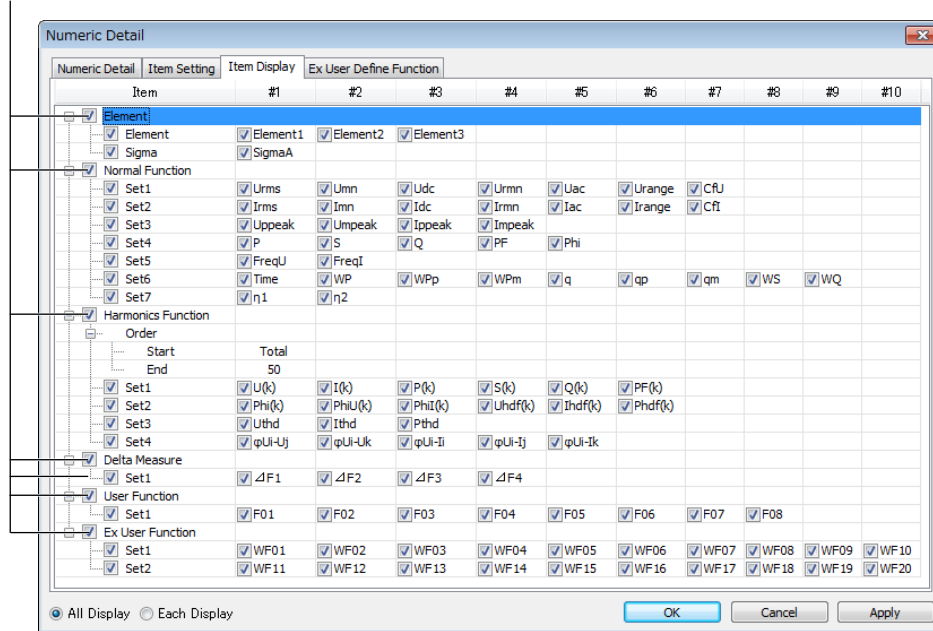 Numeric Detail
Numeric Detail Item Setting Item Display Ex User Define Function
Item #1 #2 #3 #4 #5 #6 #7 #8 #9 #10
Element
Element Element1 Element2 Element3
Sigma SigmaA
Normal Function
Set1 Urms Umn Udc Urmn Uac Urange CfU
Set2 Irms Imn Idc Irmn Iac Irange CfI
Set3 Uppeak Umpeak Ippeak Impeak
Set4 P S Q PF Phi
Set5 FreqU FreqI
Set6 Time WP WPp WPm q qp qm WS WQ
Set7 η1 η2
Harmonics Function
Order
Start Total
End 50
Set1 U(k) I(k) P(k) S(k) Q(k) PF(k)
Set2 Phi(k) PhiU(k) PhiI(k) Uhdf(k) Ihdf(k) Phdf(k)
Set3 Uthd Ithd Pthd
Set4 φUi-Uj φUi-Uk φUi-Ii φUi-Ij φUi-Ik
Delta Measure
Set1 ⊿F1 ⊿F2 ⊿F3 ⊿F4
User Function
Set1 F01 F02 F03 F04 F05 F06 F07 F08
Ex User Function
Set1 WF01 WF02 WF03 WF04 WF05 WF06 WF07 WF08 WF09 WF10
Set2 WF11 WF12 WF13 WF14 WF15 WF16 WF17 WF18 WF19 WF20
All Display Each Display OK Cancel Apply